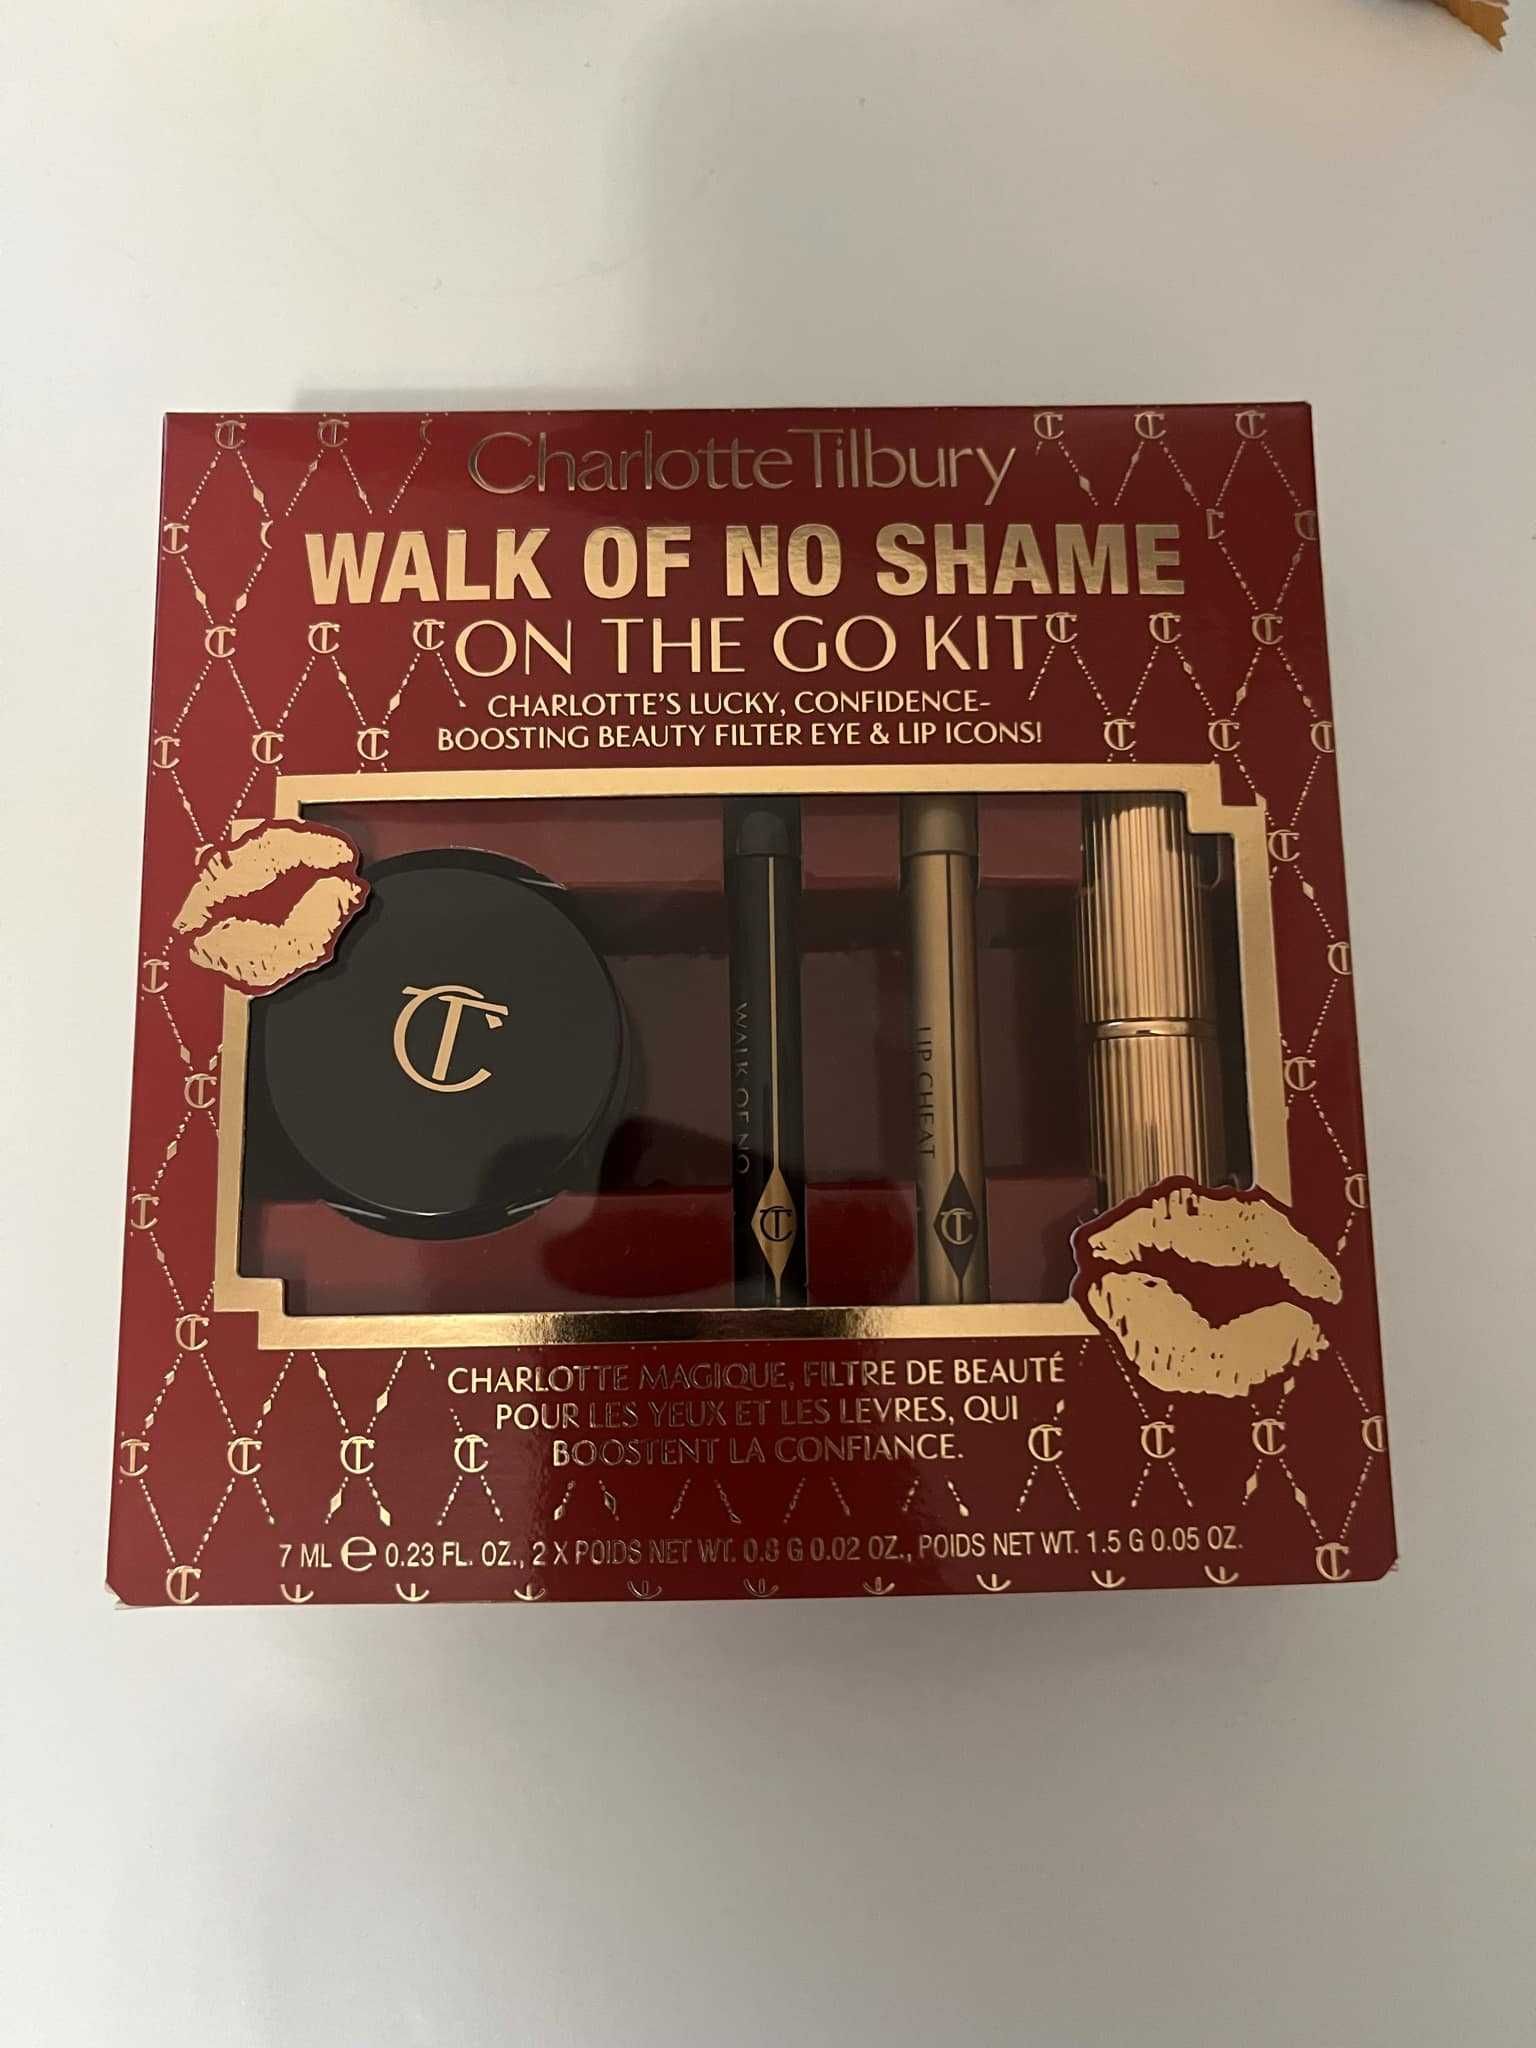 Charlotte Tilbury
WALK OF NO SHAME
ON THE GO KIT
CHARLOTTE'S LUCKY, CONFIDENCE-
BOOSTING BEAUTY FILTER EYE & LIP ICONS!
CT
WALK OF NO
CT
LIP CHEAT
CT
CHARLOTTE MAGIQUE, FILTRE DE BEAUTÉ
POUR LES YEUX ET LES LEVRES, QUI
BOOSTENT LA CONFIANCE.
7 ML ℮ 0.23 FL. OZ., 2 X POIDS NET WT. 0.8 G 0.02 OZ., POIDS NET WT. 1.5 G 0.05 OZ.